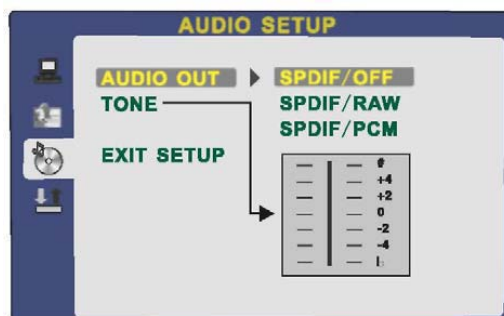 AUDIO SETUP
AUDIO OUT SPDIF/OFF
TONE SPDIF/RAW
SPDIF/PCM
EXIT SETUP
#
+4
+2
0
-2
-4